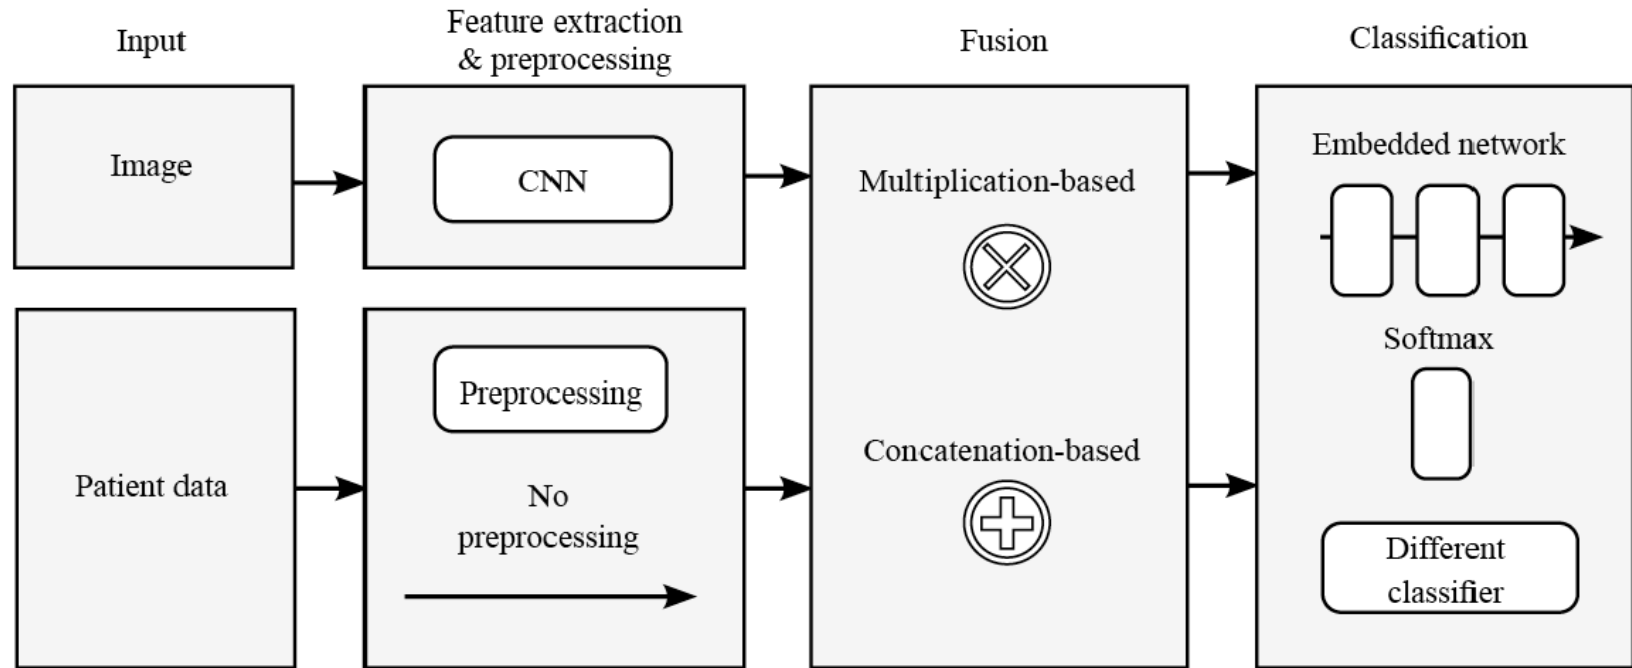 Input
Feature extraction
& preprocessing
Fusion
Classification
Image
CNN
Multiplication-based
Embedded network
Patient data
Preprocessing
No
preprocessing
Concatenation-based
Softmax
Different
classifier